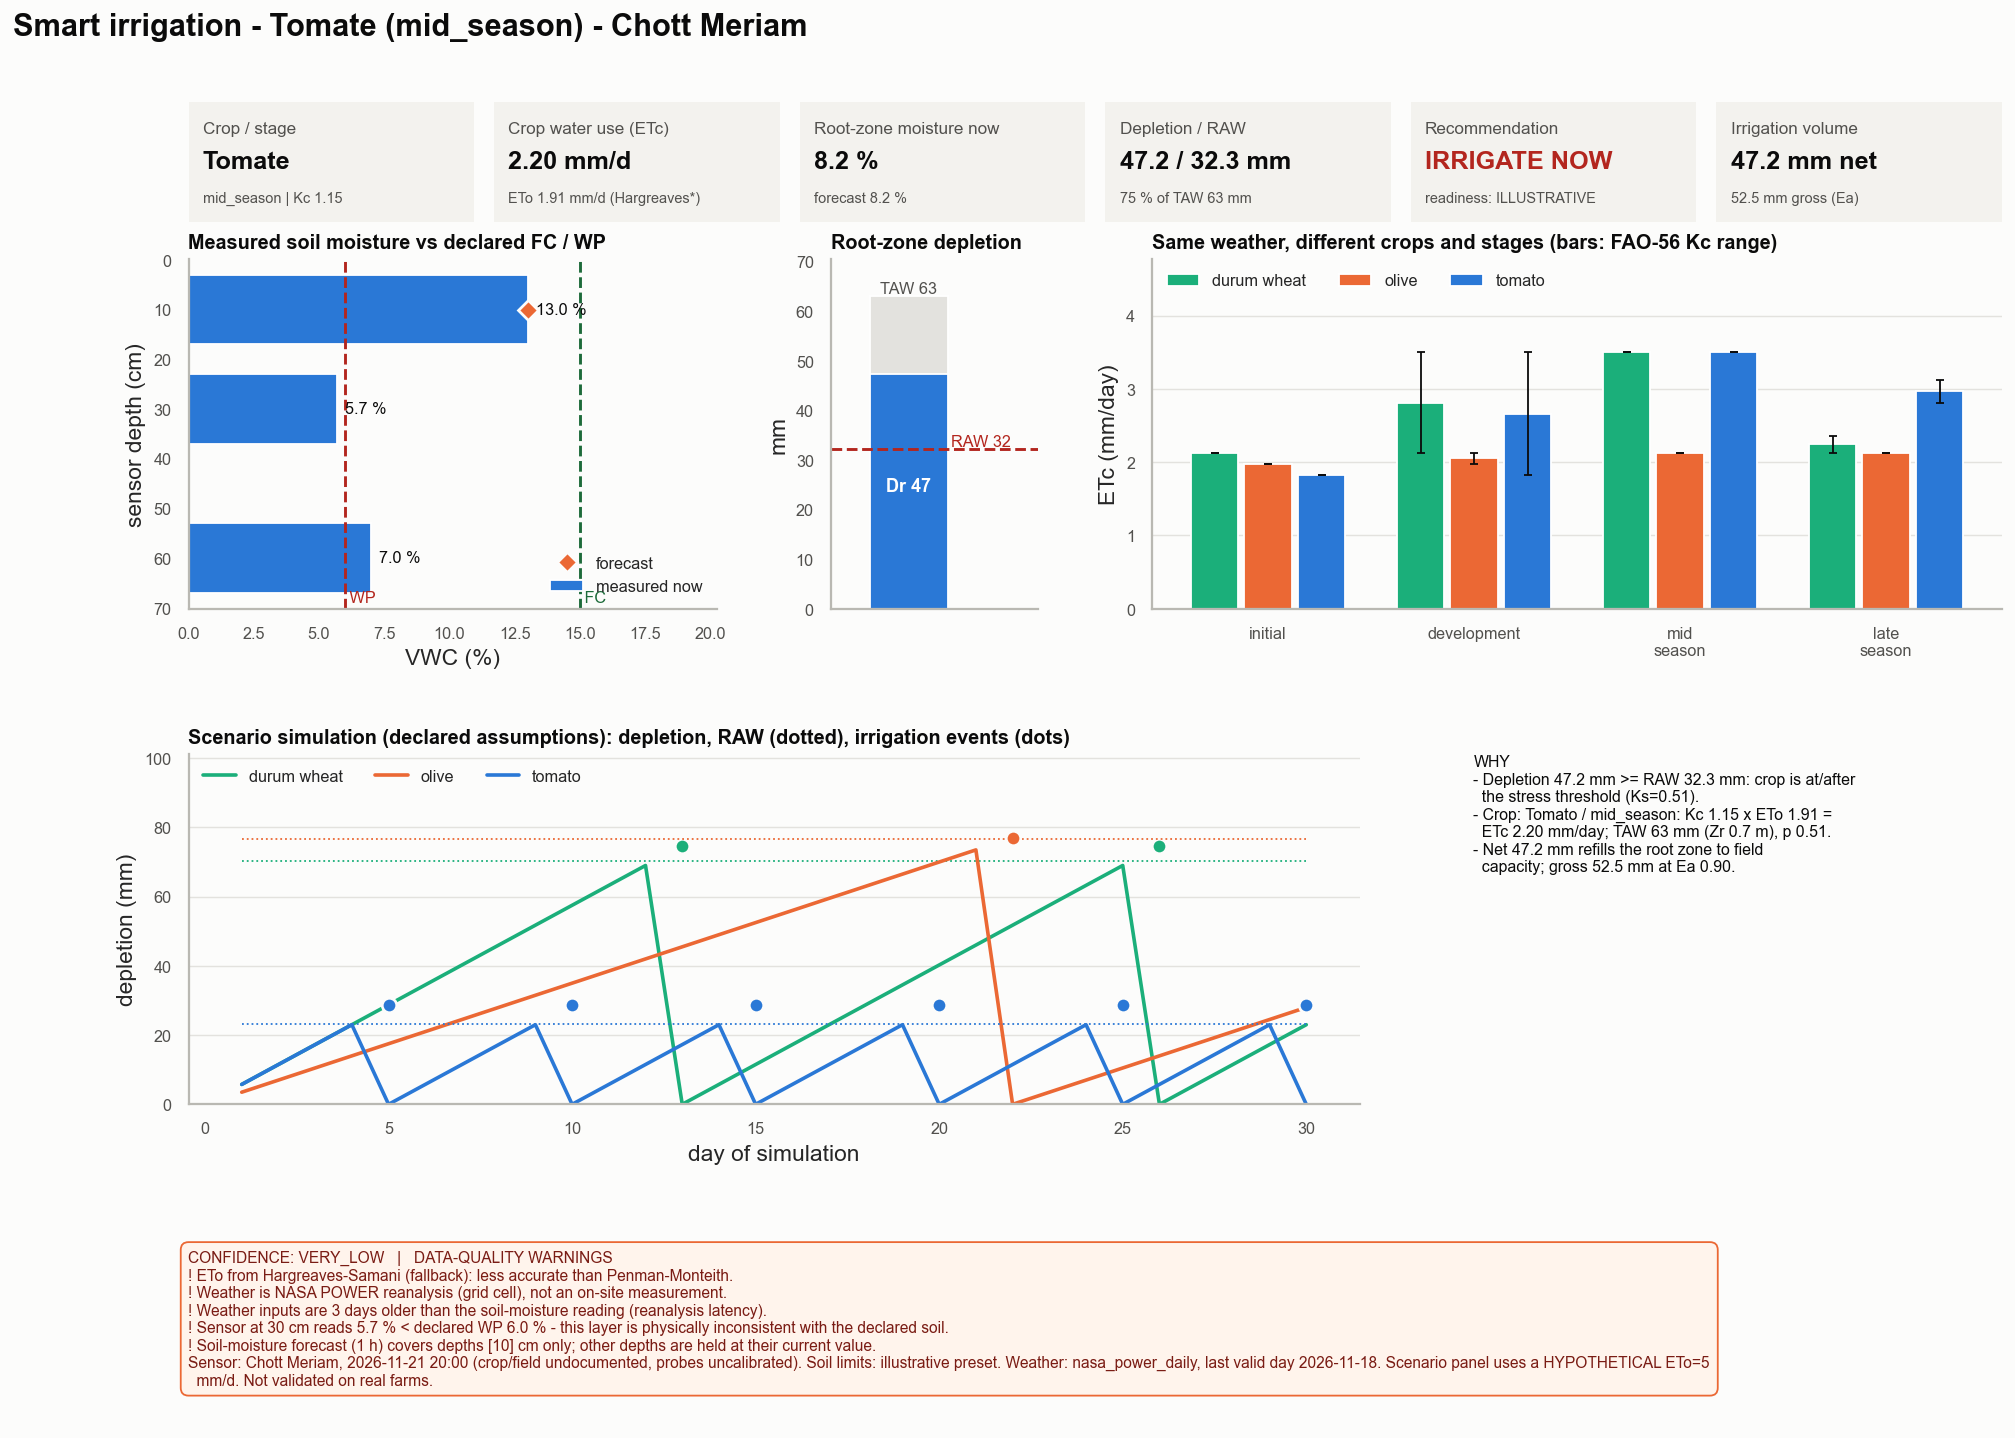 Smart irrigation - Tomate (mid_season) - Chott Meriam
Crop / stage
Tomate
mid_season | Kc 1.15
Crop water use (ETc)
2.20 mm/d
ETo 1.91 mm/d (Hargreaves*)
Root-zone moisture now
8.2 %
forecast 8.2 %
Depletion / RAW
47.2 / 32.3 mm
75 % of TAW 63 mm
Recommendation
IRRIGATE NOW
readiness: ILLUSTRATIVE
Irrigation volume
47.2 mm net
52.5 mm gross (Ea)
Measured soil moisture vs declared FC / WP
0
10
20
30
40
50
60
70
sensor depth (cm)
13.0 %
5.7 %
7.0 %
WP
FC
forecast
measured now
0.0 2.5 5.0 7.5 10.0 12.5 15.0 17.5 20.0
VWC (%)
Root-zone depletion
70
60
50
40
30
20
10
0
mm
TAW 63
RAW 32
Dr 47
Same weather, different crops and stages (bars: FAO-56 Kc range)
durum wheat olive tomato
4
3
2
1
0
ETc (mm/day)
initial
development
mid
season
late
season
Scenario simulation (declared assumptions): depletion, RAW (dotted), irrigation events (dots)
durum wheat olive tomato
100
80
60
40
20
0
depletion (mm)
0 5 10 15 20 25 30
day of simulation
WHY
- Depletion 47.2 mm >= RAW 32.3 mm: crop is at/after
the stress threshold (Ks=0.51).
- Crop: Tomato / mid_season: Kc 1.15 x ETo 1.91 =
ETc 2.20 mm/day; TAW 63 mm (Zr 0.7 m), p 0.51.
- Net 47.2 mm refills the root zone to field
capacity; gross 52.5 mm at Ea 0.90.
CONFIDENCE: VERY_LOW | DATA-QUALITY WARNINGS
! ETo from Hargreaves-Samani (fallback): less accurate than Penman-Monteith.
! Weather is NASA POWER reanalysis (grid cell), not an on-site measurement.
! Weather inputs are 3 days older than the soil-moisture reading (reanalysis latency).
! Sensor at 30 cm reads 5.7 % < declared WP 6.0 % - this layer is physically inconsistent with the declared soil.
! Soil-moisture forecast (1 h) covers depths [10] cm only; other depths are held at their current value.
Sensor: Chott Meriam, 2026-11-21 20:00 (crop/field undocumented, probes uncalibrated). Soil limits: illustrative preset. Weather: nasa_power_daily, last valid day 2026-11-18. Scenario panel uses a HYPOTHETICAL ETo=5
mm/d. Not validated on real farms.